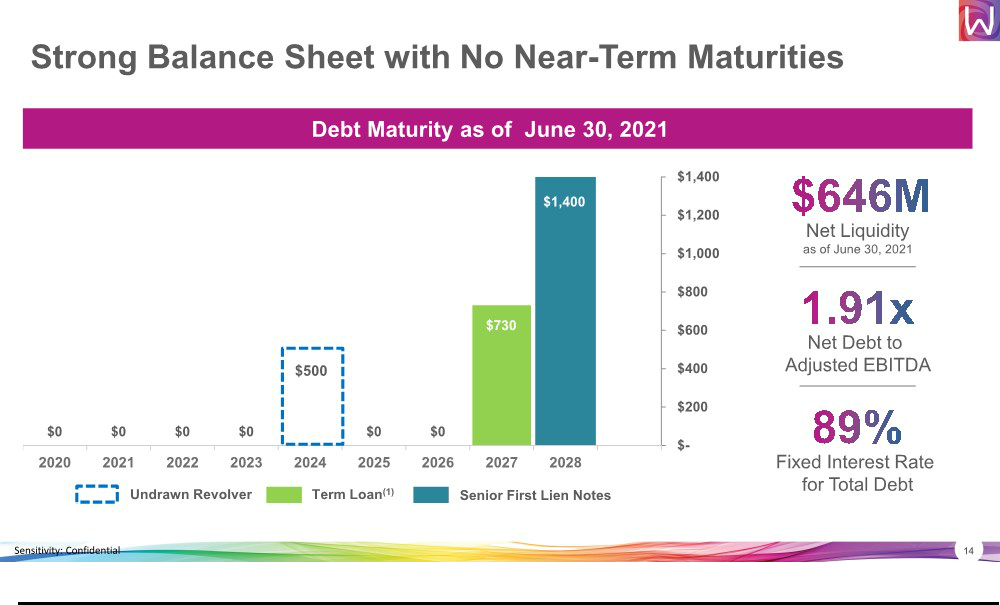 W
Strong Balance Sheet with No Near-Term Maturities
Debt Maturity as of June 30, 2021
$1,400
$1,200
$1,000
$800
$600
$400
$200
$-
$1,400
$730
$500
$0 $0 $0 $0 $0 $0
2020 2021 2022 2023 2024 2025 2026 2027 2028
Undrawn Revolver Term Loan(1) Senior First Lien Notes
$646M
Net Liquidity
as of June 30, 2021
1.91x
Net Debt to
Adjusted EBITDA
89%
Fixed Interest Rate
for Total Debt
Sensitivity: Confidential
14